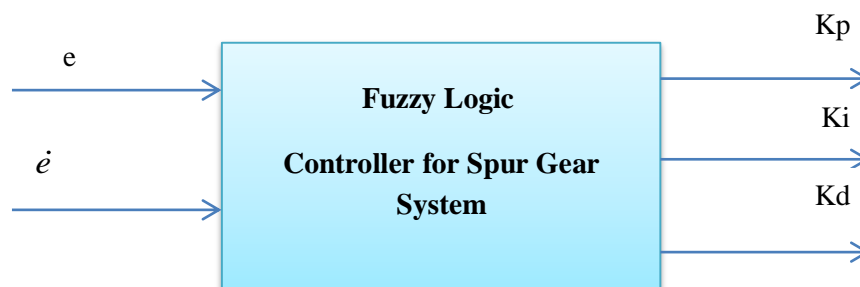 e
ė
Fuzzy Logic
Controller for Spur Gear
System
Kp
Ki
Kd